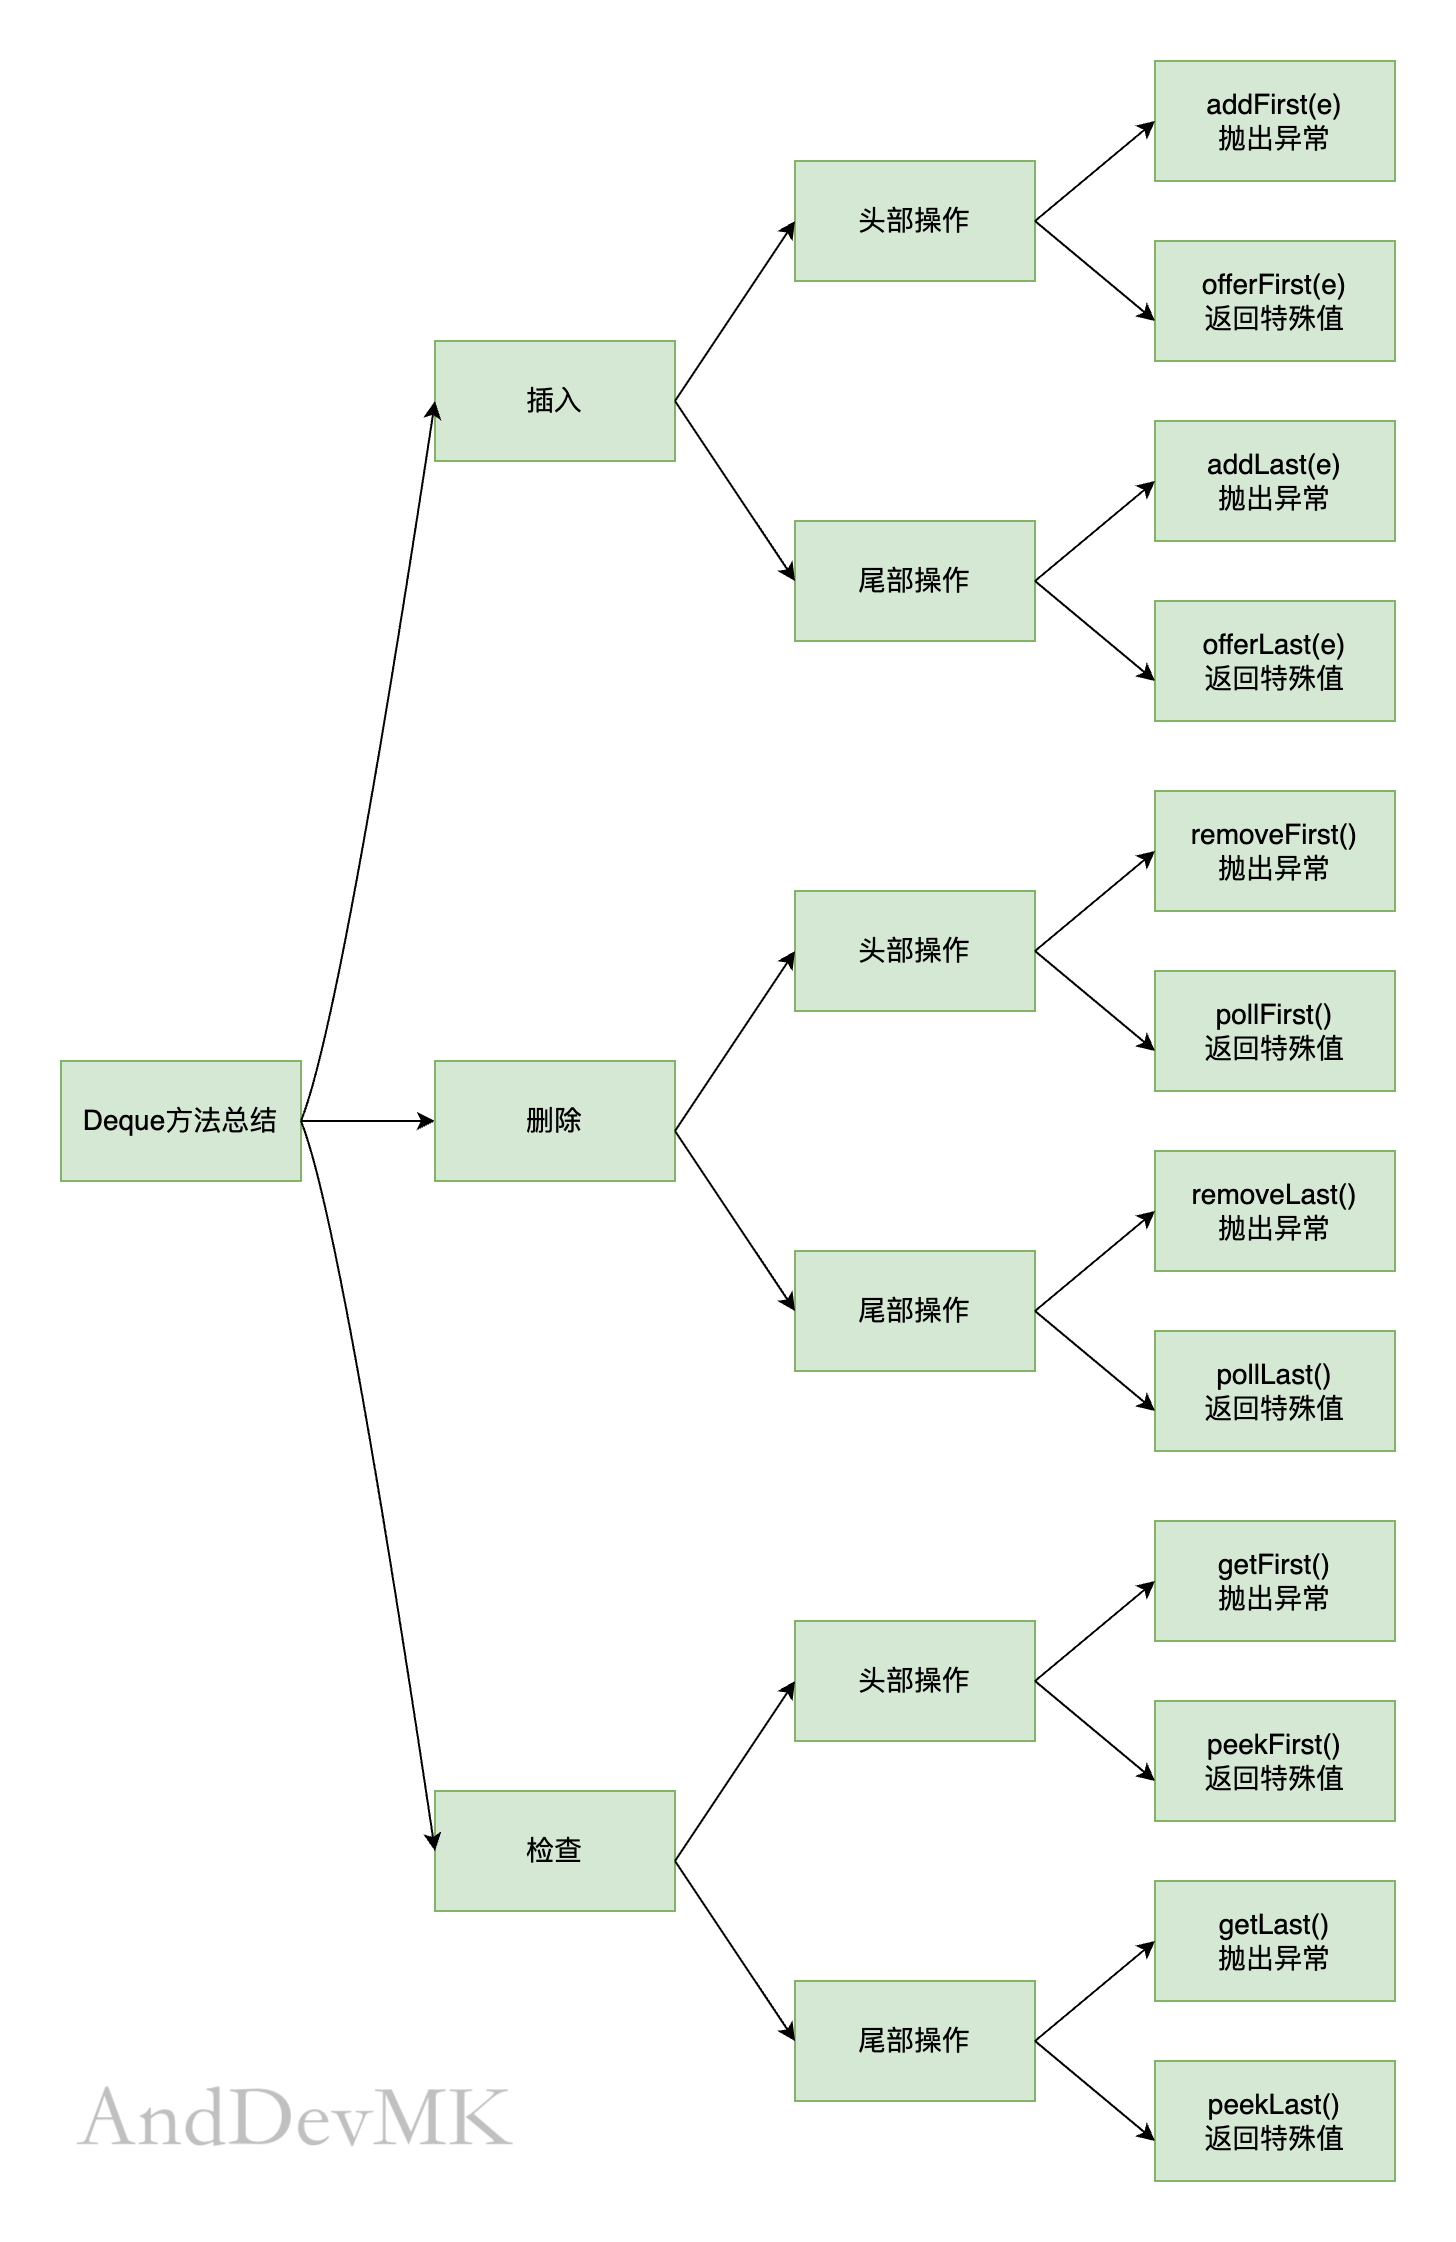 Deque方法总结
插入
头部操作
addFirst(e)
抛出异常
offerFirst(e)
返回特殊值
尾部操作
addLast(e)
抛出异常
offerLast(e)
返回特殊值
删除
头部操作
removeFirst()
抛出异常
pollFirst()
返回特殊值
尾部操作
removeLast()
抛出异常
pollLast()
返回特殊值
检查
头部操作
getFirst()
抛出异常
peekFirst()
返回特殊值
尾部操作
getLast()
抛出异常
peekLast()
返回特殊值
AndDevMK